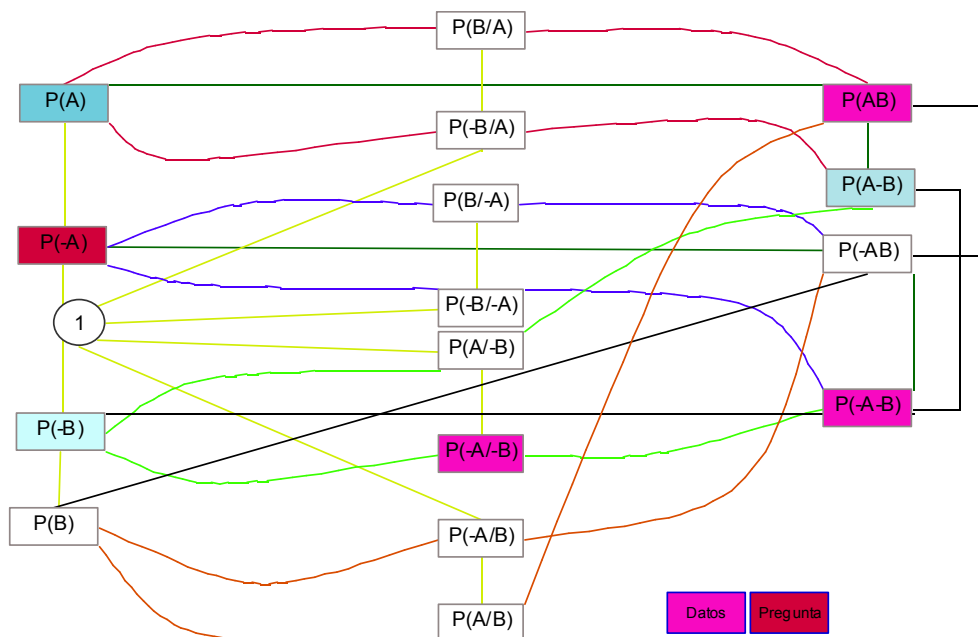 P(B/A)
P(A)
P(AB)
P(-B/A)
P(A-B)
P(B/-A)
P(-A)
P(-AB)
P(-B/-A)
1
P(A/-B)
P(-B)
P(-A-B)
P(-A/-B)
P(B)
P(-A/B)
P(A/B)
Datos
Pregunta